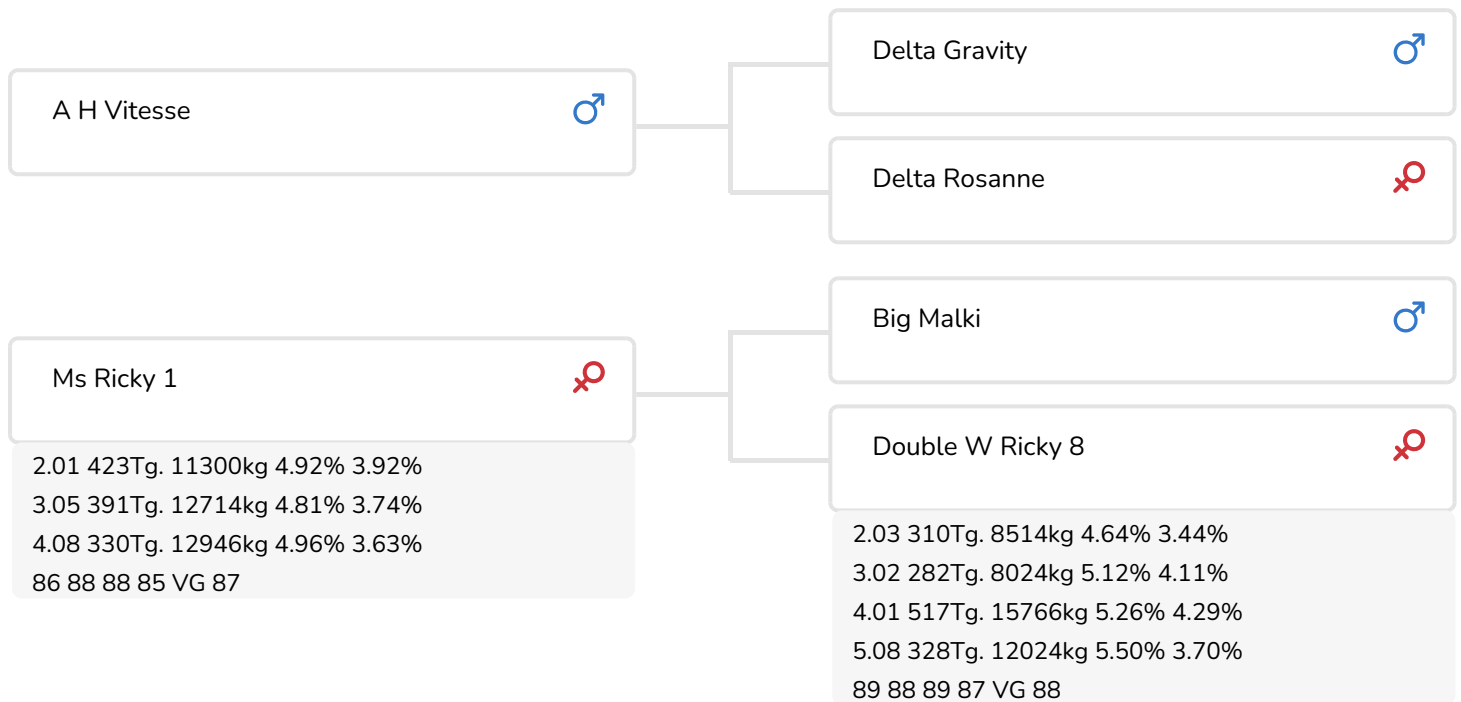 A H Vitesse
Delta Gravity
Delta Rosanne
Ms Ricky 1
2.01 423Tg. 11300kg 4.92% 3.92%
3.05 391Tg. 12714kg 4.81% 3.74%
4.08 330Tg. 12946kg 4.96% 3.63%
86 88 88 85 VG 87
Big Malki
Double W Ricky 8
2.03 310Tg. 8514kg 4.64% 3.44%
3.02 282Tg. 8024kg 5.12% 4.11%
4.01 517Tg. 15766kg 5.26% 4.29%
5.08 328Tg. 12024kg 5.50% 3.70%
89 88 89 87 VG 88